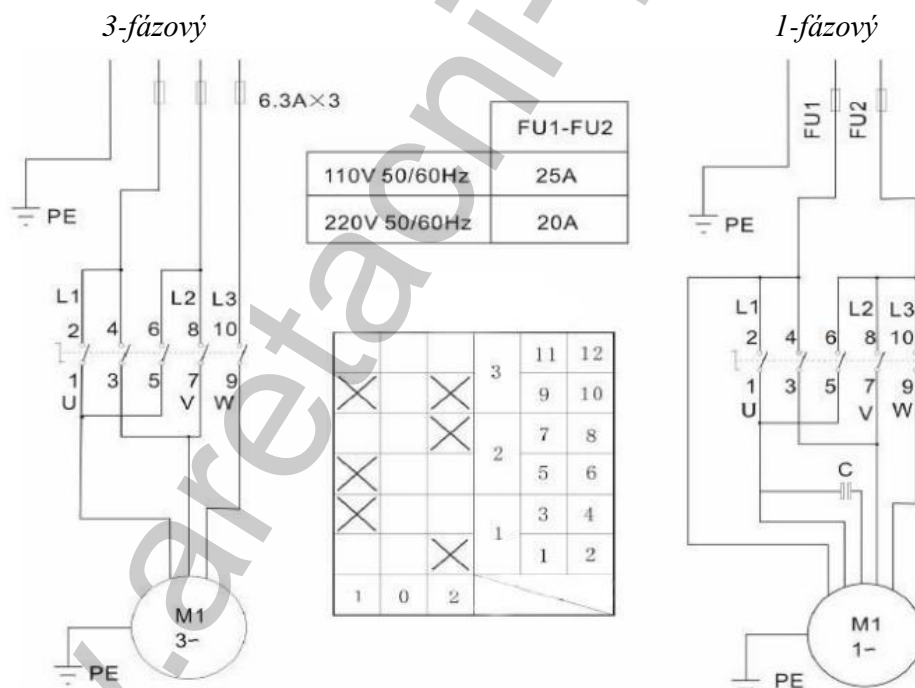 3-fázový
1-fázový
6.3A×3
FU1
FU2
FU1-FU2
110V 50/60Hz 25A
220V 50/60Hz 20A
PE
PE
L1 L2 L3
2 4 6 8 10
1 3 5 7 9
U V W
L1 L2 L3
2 4 6 8 10
1 3 5 7 9
U V W
3 11 12
9 10
2 7 8
5 6
1 3 4
1 2
1 0 2
C
M1
3~
PE
M1
1~
PE
.aretacni-